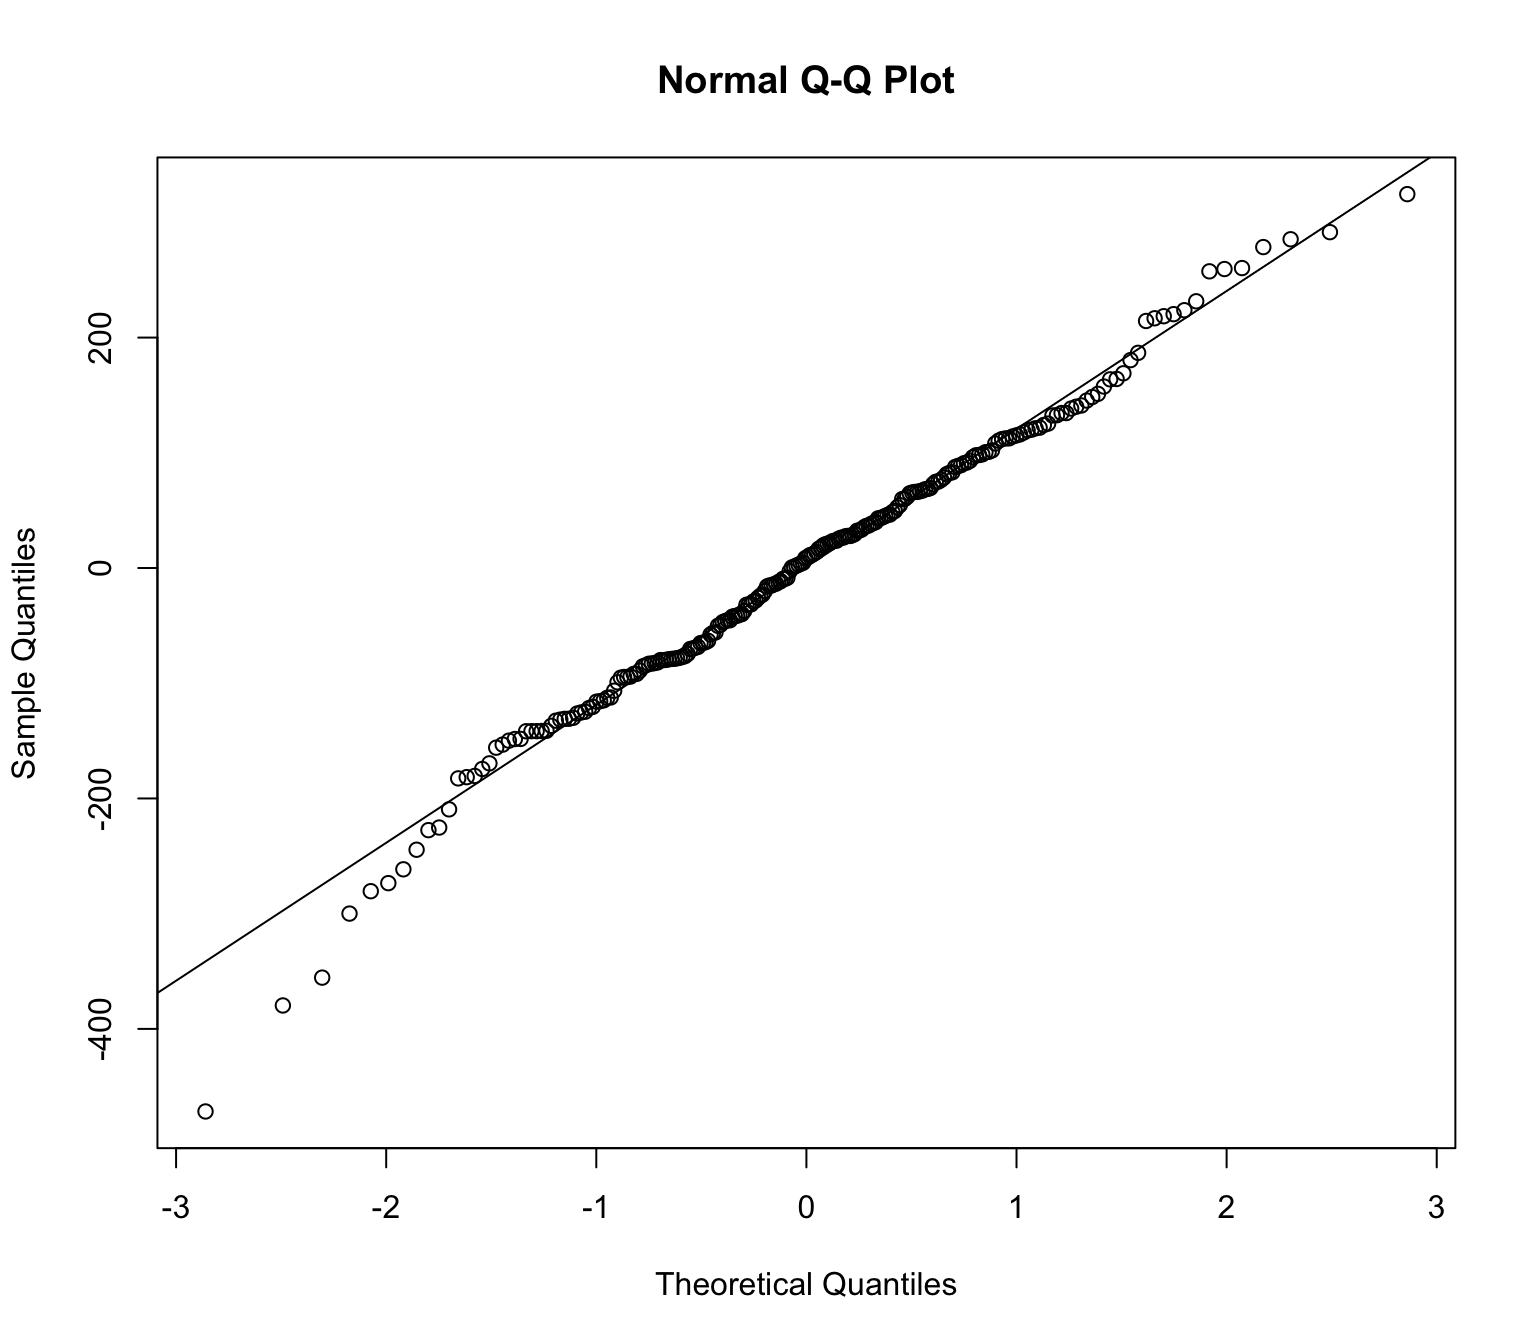 Normal Q-Q Plot
Sample Quantiles
200
0
-200
-400
-3 -2 -1 0 1 2 3
Theoretical Quantiles